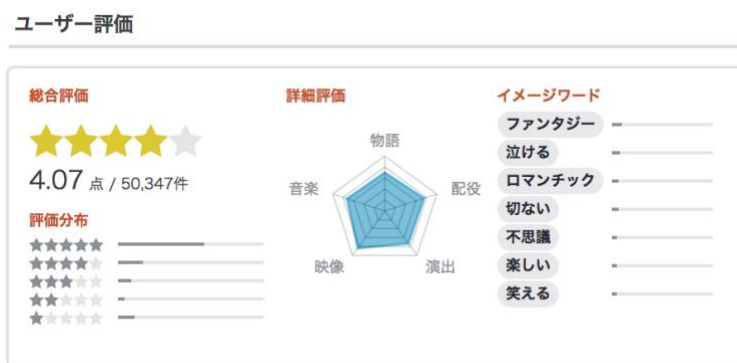 ユーザー評価
総合評価
4.07 点 / 50,347件
評価分布
詳細評価
物語
配役
演出
映像
音楽
イメージワード
ファンタジー
泣ける
ロマンチック
切ない
不思議
楽しい
笑える